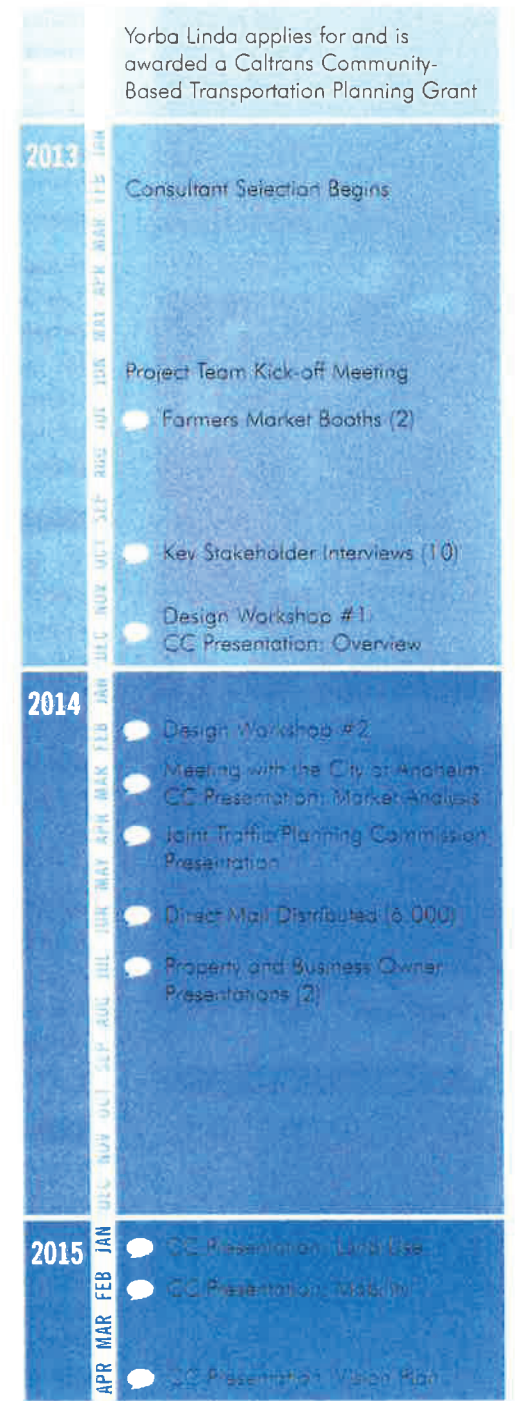 Yorba Linda applies for and is
awarded a Caltrans Community-
Based Transportation Planning Grant
2013
JAN
FEB
MAR
APR
MAY
JUN
JUL
AUG
SEP
OCT
NOV
DEC
Consultant Selection Begins
Project Team Kick-off Meeting
Farmers Market Booths (2)
Key Stakeholder Interviews (10)
Design Workshop #1
CC Presentation: Overview
2014
JAN
FEB
MAR
APR
MAY
JUN
JUL
AUG
SEP
OCT
NOV
DEC
Design Workshop #2
Meeting with the City of Anaheim
CC Presentation: Market Analysis
Joint Traffic/Planning Commission
Presentation
Direct Mail Distributed (6,000)
Property and Business Owner
Presentations (2)
2015
JAN
FEB
MAR
APR
CC Presentation: Land Use
CC Presentation: Mobility
CC Presentation: Vision Plan